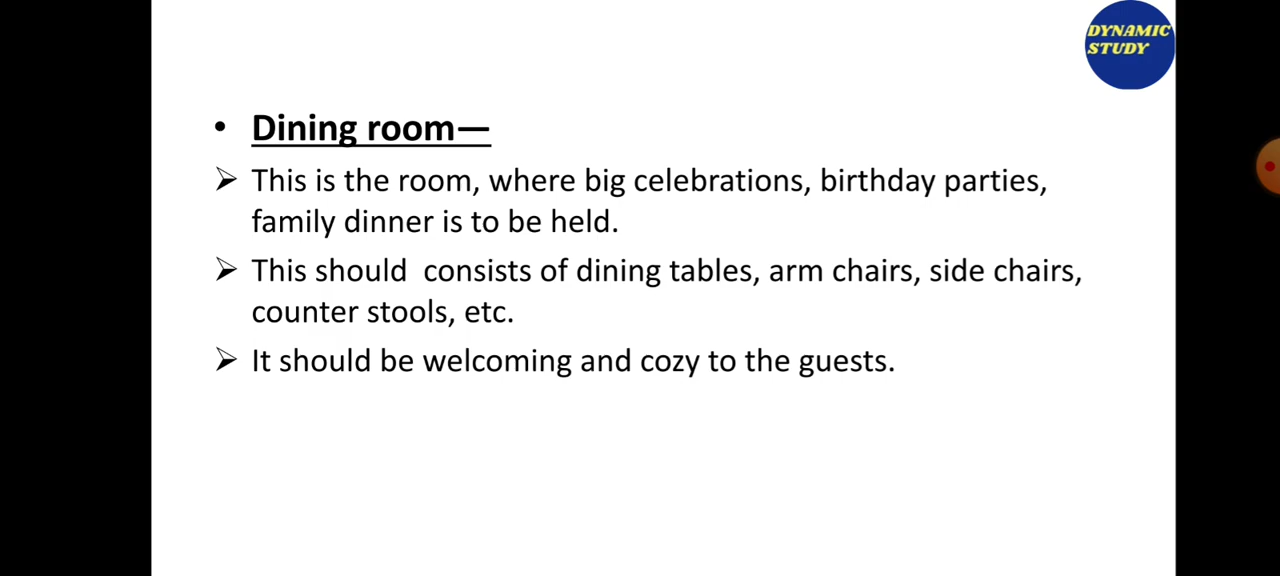 DYNAMIC
STUDY
• Dining room—
➢ This is the room, where big celebrations, birthday parties,
family dinner is to be held.
➢ This should  consists of dining tables, arm chairs, side chairs,
counter stools, etc.
➢ It should be welcoming and cozy to the guests.